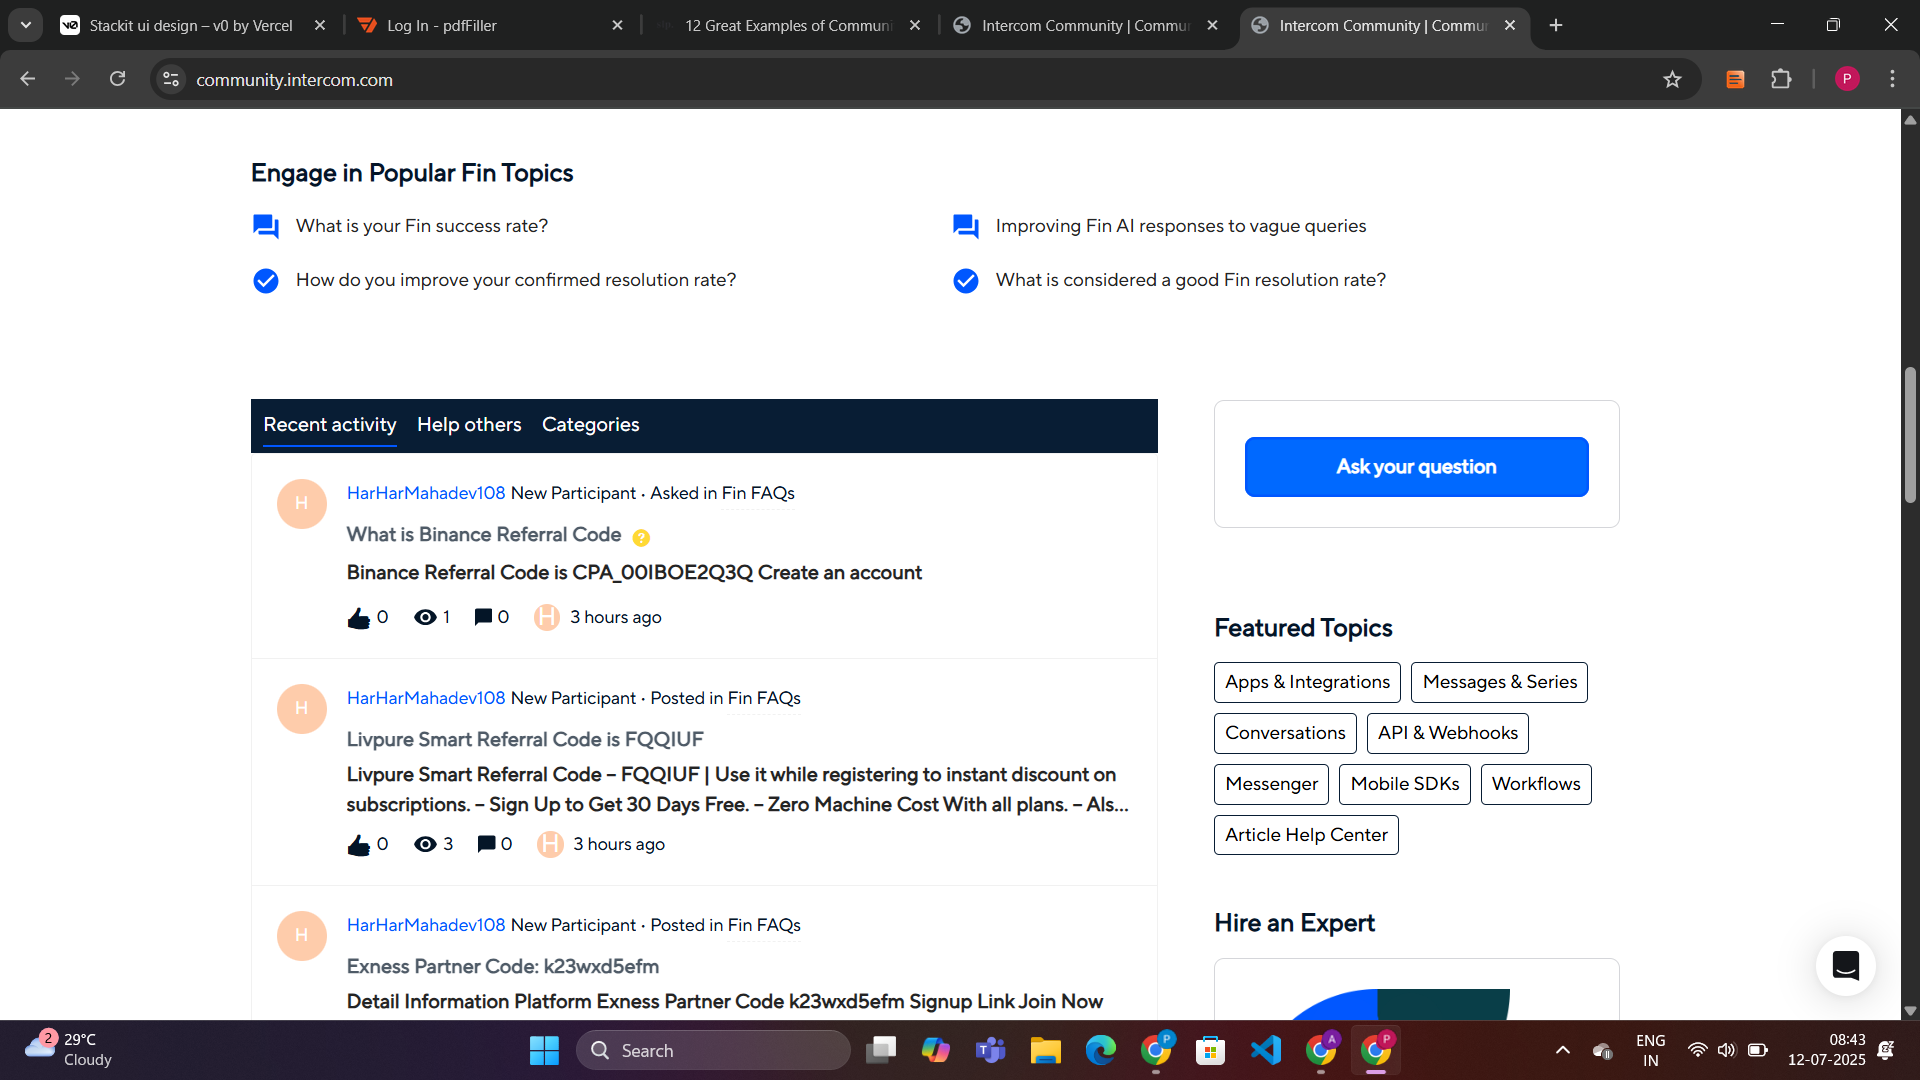 Stackit ui design – v0 by Vercel
Log In - pdfFiller
12 Great Examples of Communi
Intercom Community | Commun
Intercom Community | Commun
community.intercom.com
P
Engage in Popular Fin Topics
What is your Fin success rate?
Improving Fin AI responses to vague queries
How do you improve your confirmed resolution rate?
What is considered a good Fin resolution rate?
Recent activity Help others Categories
Ask your question
H
HarHarMahadev108 New Participant · Asked in Fin FAQs
What is Binance Referral Code ?
Binance Referral Code is CPA_00IBOE2Q3Q Create an account
0 1 0 H 3 hours ago
H
HarHarMahadev108 New Participant · Posted in Fin FAQs
Livpure Smart Referral Code is FQQIUF
Livpure Smart Referral Code – FQQIUF | Use it while registering to instant discount on
subscriptions. – Sign Up to Get 30 Days Free. – Zero Machine Cost With all plans. – Als...
0 3 0 H 3 hours ago
H
HarHarMahadev108 New Participant · Posted in Fin FAQs
Exness Partner Code: k23wxd5efm
Detail Information Platform Exness Partner Code k23wxd5efm Signup Link Join Now
Featured Topics
Apps & Integrations Messages & Series
Conversations API & Webhooks
Messenger Mobile SDKs Workflows
Article Help Center
Hire an Expert
2
29°C
Cloudy
Search
P
A
P
ENG
IN
08:43
12-07-2025